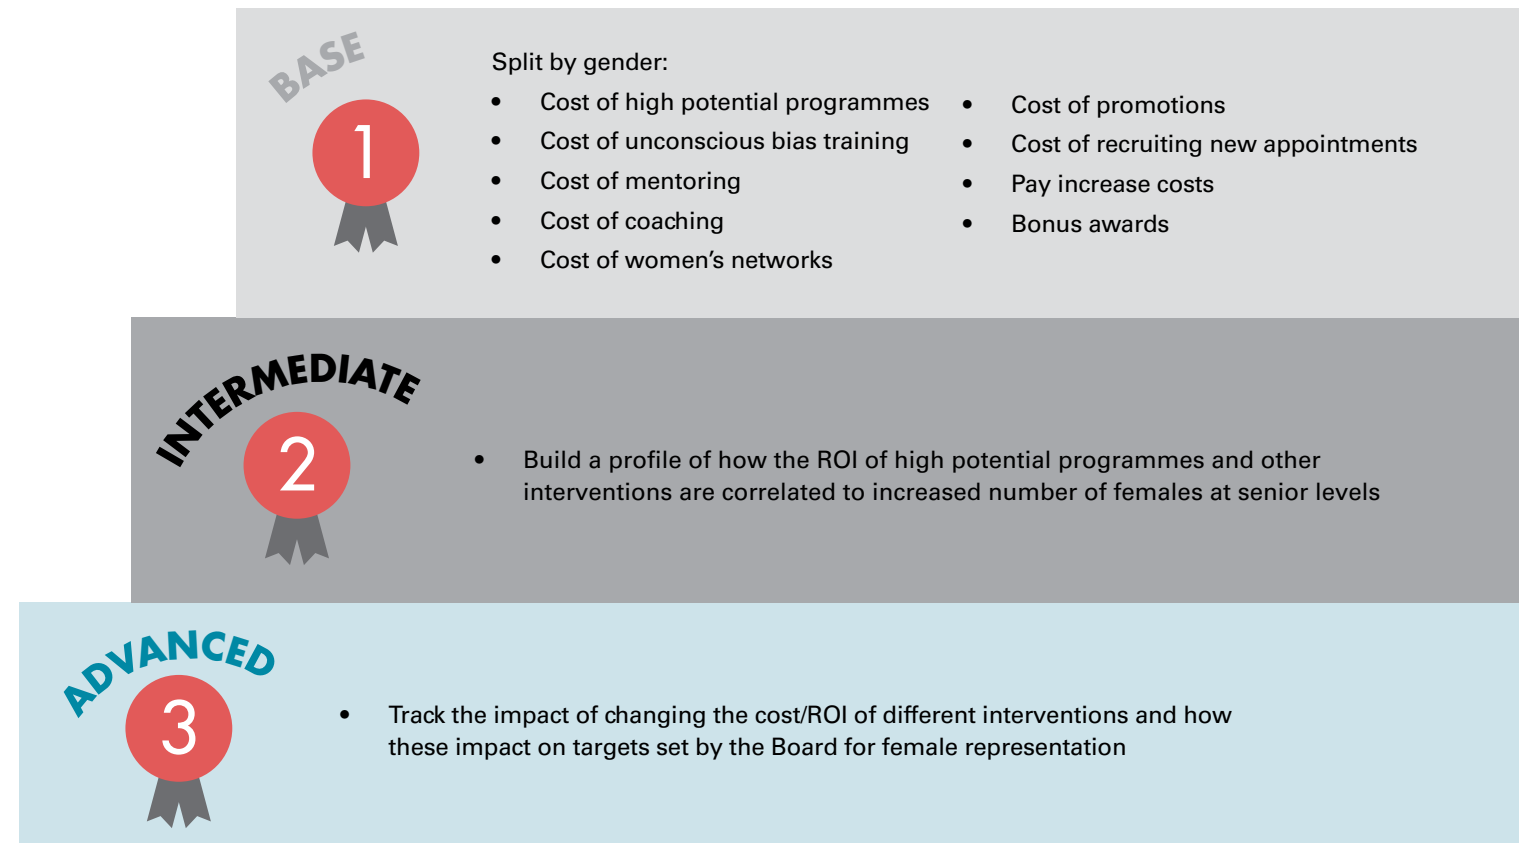 BASE
1
Split by gender:
• Cost of high potential programmes
• Cost of unconscious bias training
• Cost of mentoring
• Cost of coaching
• Cost of women’s networks
• Cost of promotions
• Cost of recruiting new appointments
• Pay increase costs
• Bonus awards
INTERMEDIATE
2
• Build a profile of how the ROI of high potential programmes and other
interventions are correlated to increased number of females at senior levels
ADVANCED
3
• Track the impact of changing the cost/ROI of different interventions and how
these impact on targets set by the Board for female representation